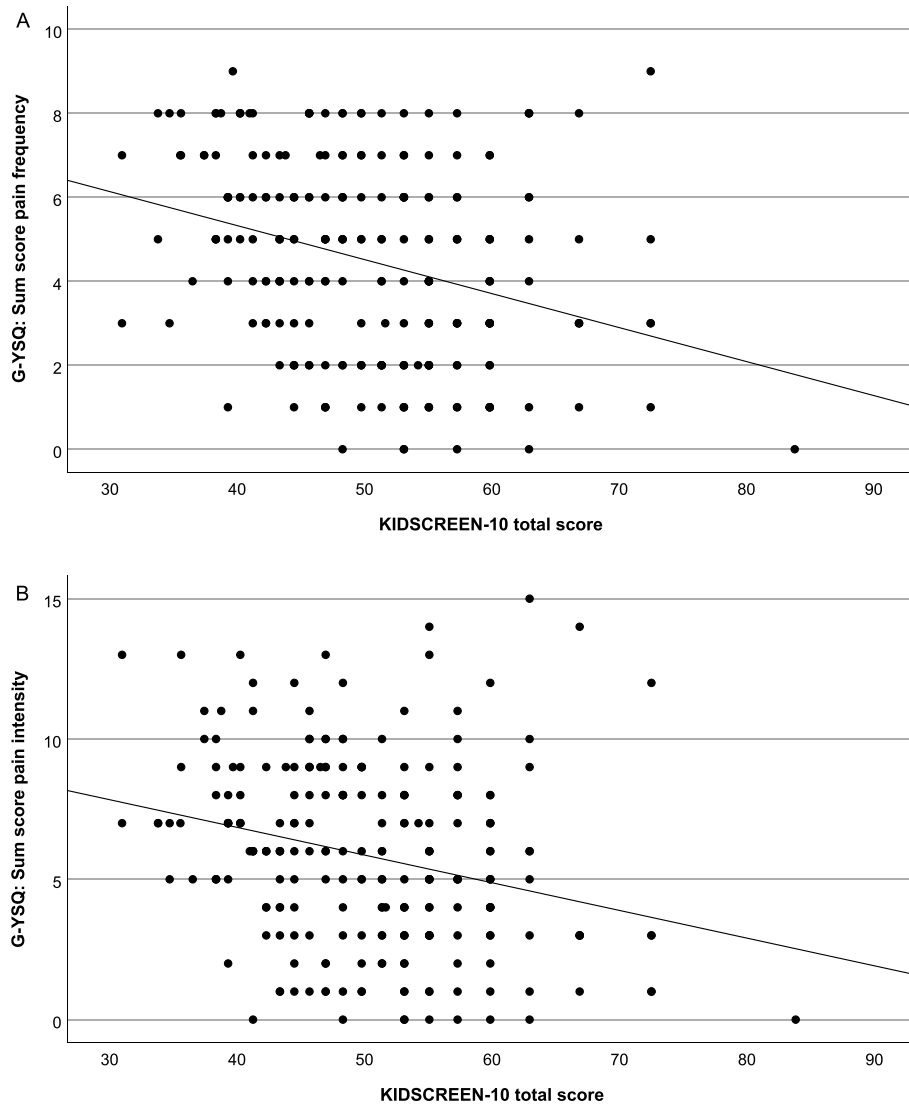 A
10
8
6
4
2
0
G-YSQ: Sum score pain frequency
30 40 50 60 70 80 90
KIDSCREEN-10 total score
B
15
10
5
0
G-YSQ: Sum score pain intensity
30 40 50 60 70 80 90
KIDSCREEN-10 total score